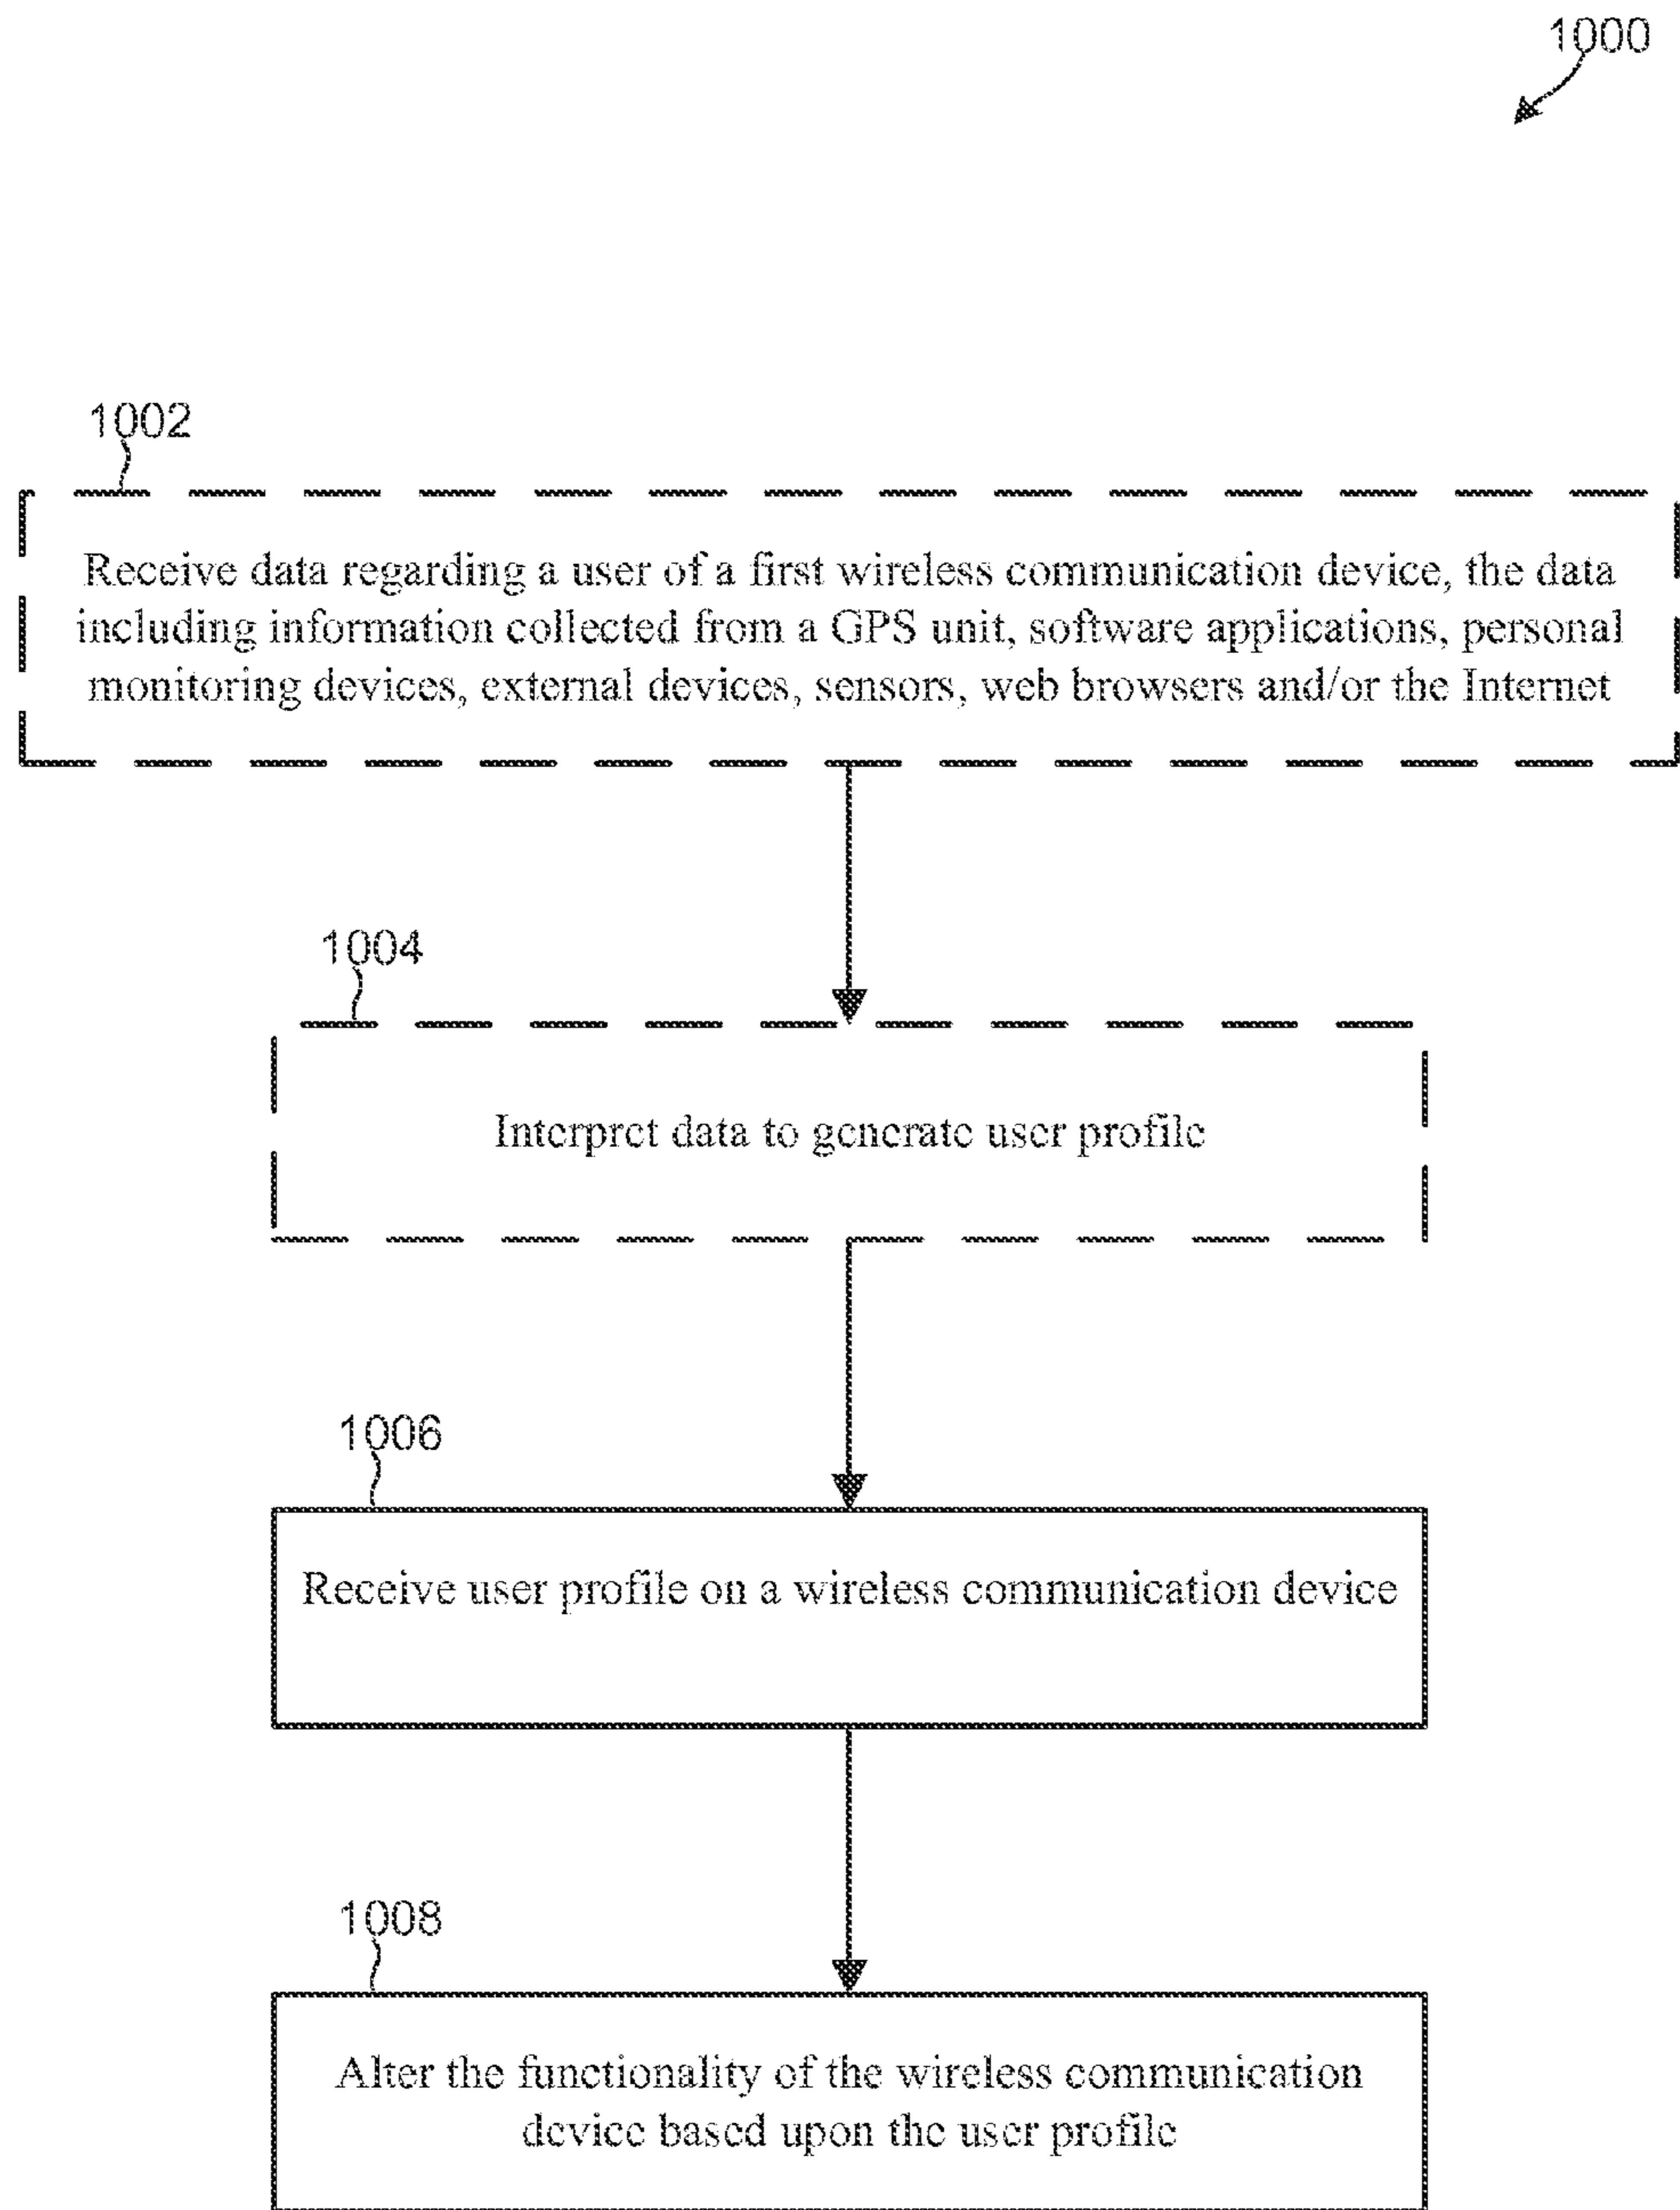 1000
1002
Receive data regarding a user of a first wireless communication device, the data
including information collected from a GPS unit, software applications, personal
monitoring devices, external devices, sensors, web browsers and/or the Internet
1004
Interpret data to generate user profile
1006
Receive user profile on a wireless communication device
1008
Alter the functionality of the wireless communication
device based upon the user profile